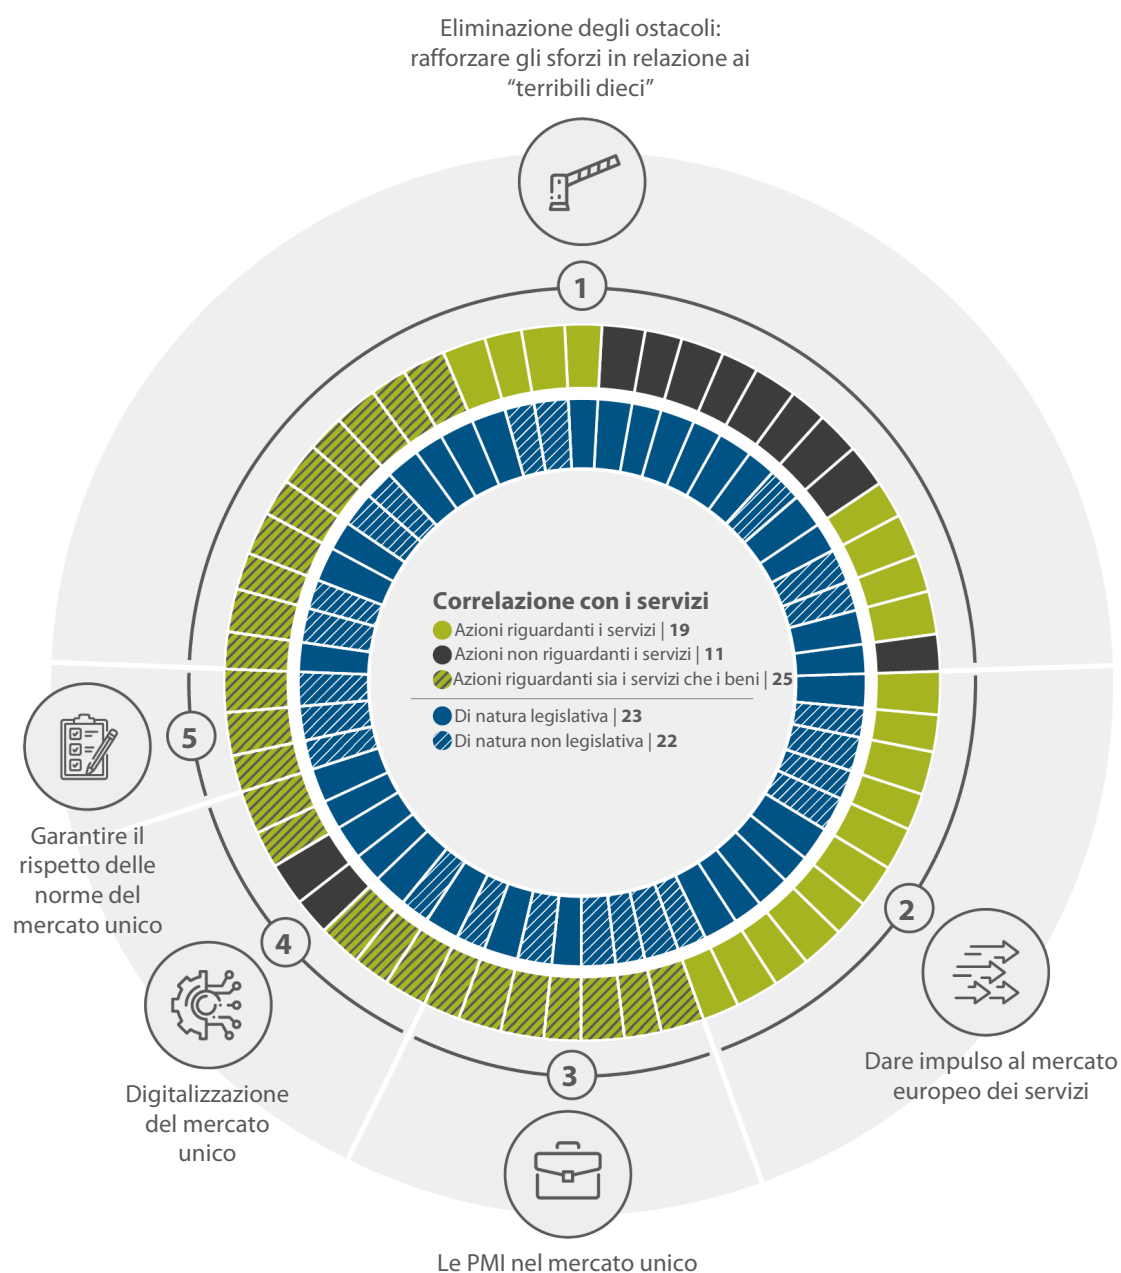 Eliminazione degli ostacoli:
rafforzare gli sforzi in relazione ai
“terribili dieci”
1
Correlazione con i servizi
Azioni riguardanti i servizi | 19
Azioni non riguardanti i servizi | 11
Azioni riguardanti sia i servizi che i beni | 25
Di natura legislativa | 23
Di natura non legislativa | 22
5
Garantire il
rispetto delle
norme del
mercato unico
2
Dare impulso al mercato
europeo dei servizi
4
Digitalizzazione
del mercato
unico
3
Le PMI nel mercato unico